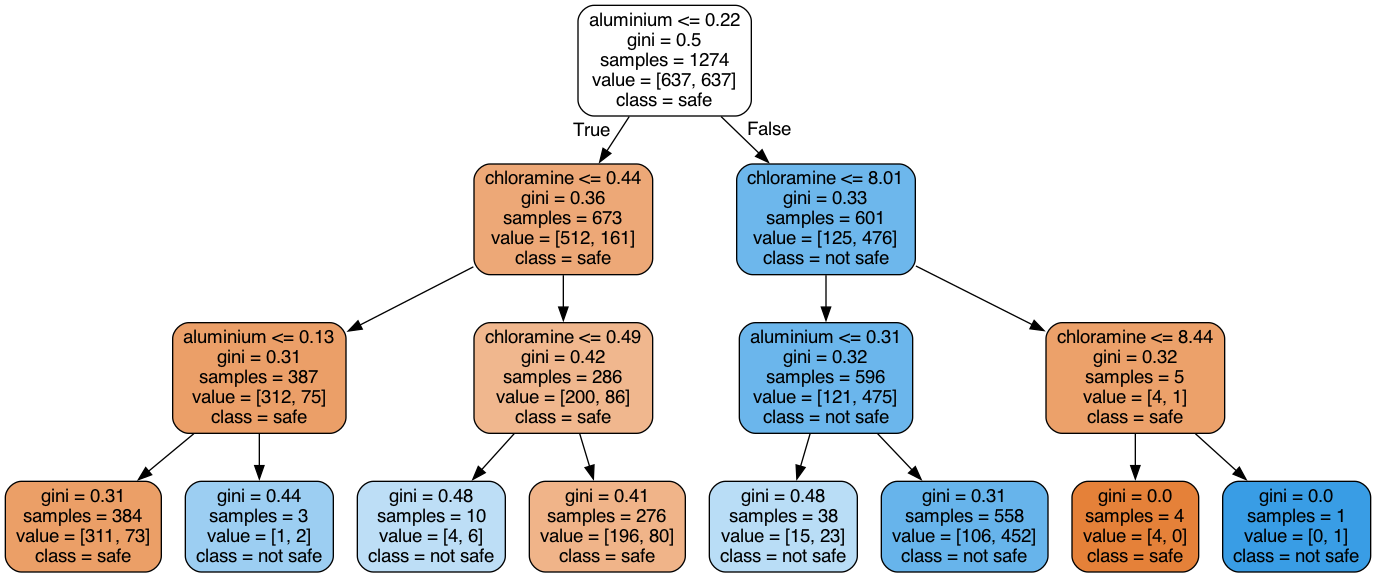 aluminium <= 0.22
gini = 0.5
samples = 1274
value = [637, 637]
class = safe
True
False
chloramine <= 0.44
gini = 0.36
samples = 673
value = [512, 161]
class = safe
chloramine <= 8.01
gini = 0.33
samples = 601
value = [125, 476]
class = not safe
aluminium <= 0.13
gini = 0.31
samples = 387
value = [312, 75]
class = safe
chloramine <= 0.49
gini = 0.42
samples = 286
value = [200, 86]
class = safe
aluminium <= 0.31
gini = 0.32
samples = 596
value = [121, 475]
class = not safe
chloramine <= 8.44
gini = 0.32
samples = 5
value = [4, 1]
class = safe
gini = 0.31
samples = 384
value = [311, 73]
class = safe
gini = 0.44
samples = 3
value = [1, 2]
class = not safe
gini = 0.48
samples = 10
value = [4, 6]
class = not safe
gini = 0.41
samples = 276
value = [196, 80]
class = safe
gini = 0.48
samples = 38
value = [15, 23]
class = not safe
gini = 0.31
samples = 558
value = [106, 452]
class = not safe
gini = 0.0
samples = 4
value = [4, 0]
class = safe
gini = 0.0
samples = 1
value = [0, 1]
class = not safe